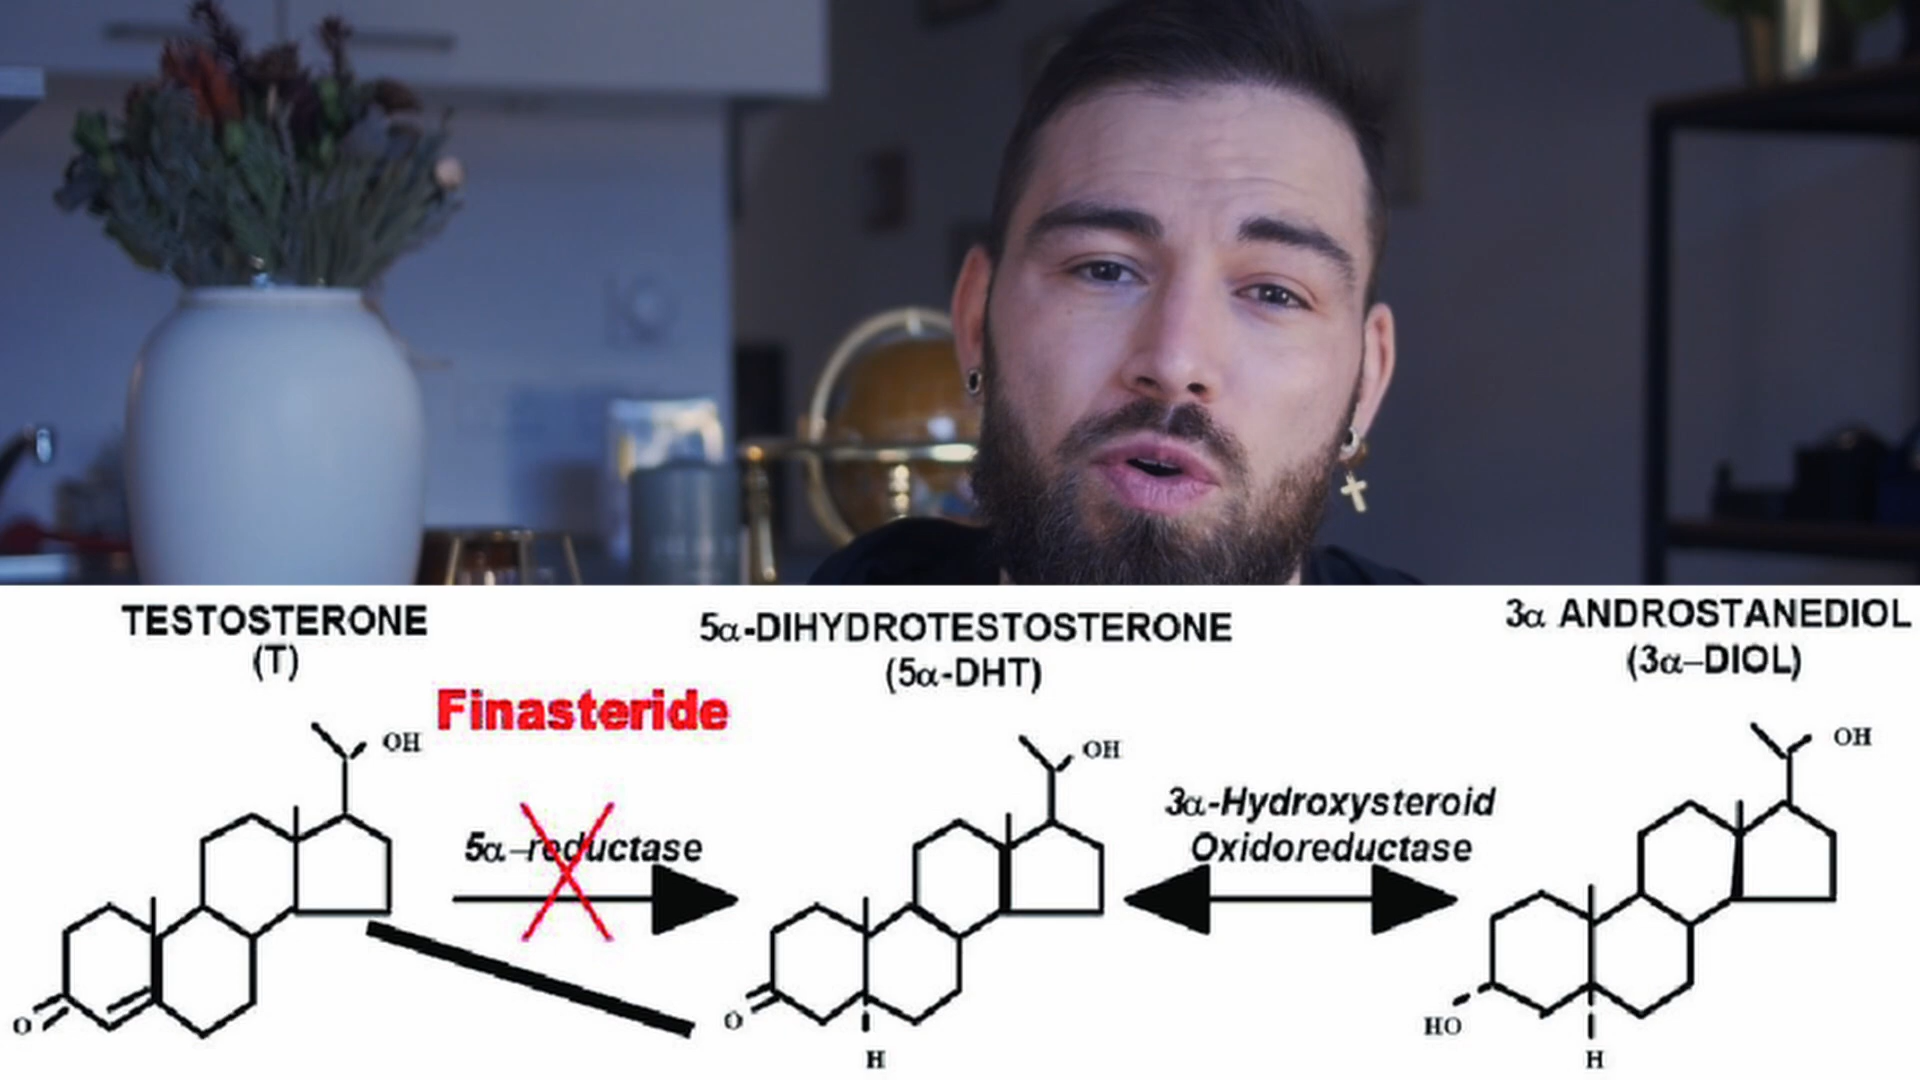 TESTOSTERONE
(T)
Finasteride
5α-DIHYDROTESTOSTERONE
(5α-DHT)
3α ANDROSTANEDIOL
(3α–DIOL)
OH
OH
OH
5α–reductase
3α-Hydroxysteroid
Oxidoreductase
O
O
H
HO
H